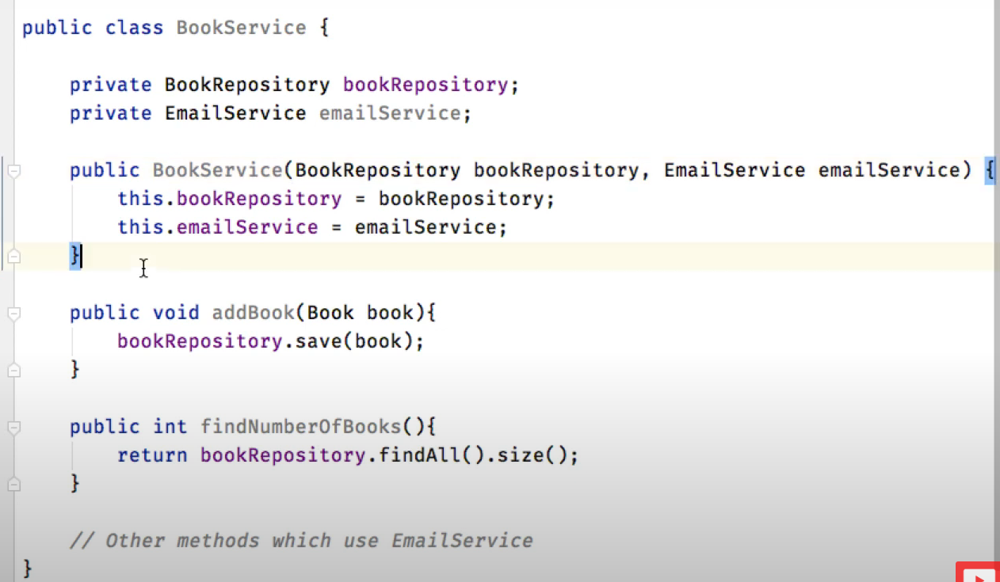 public class BookService {
private BookRepository bookRepository;
private EmailService emailService;
public BookService(BookRepository bookRepository, EmailService emailService) {
this.bookRepository = bookRepository;
this.emailService = emailService;
}
public void addBook(Book book){
bookRepository.save(book);
}
public int findNumberOfBooks(){
return bookRepository.findAll().size();
}
// Other methods which use EmailService
}